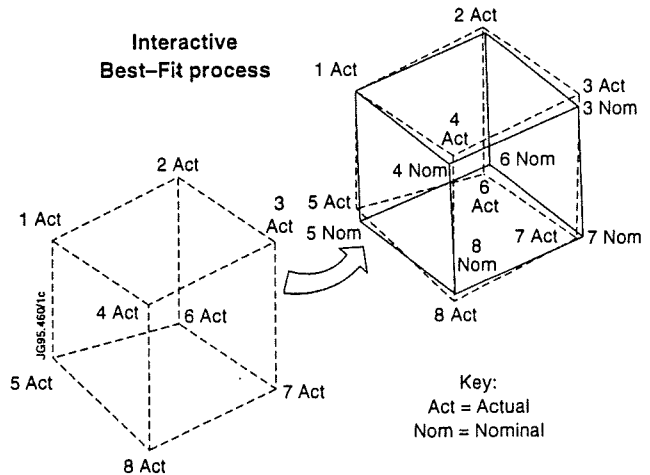 Interactive
Best-Fit process
2 Act
1 Act
3 Act
3 Nom
4
Act
4 Nom
6 Nom
6
Act
5 Act
5 Nom
7 Act
7 Nom
8
Nom
8 Act
2 Act
1 Act
3
Act
4 Act
6 Act
5 Act
7 Act
8 Act
JG95.460/1c
Key:
Act = Actual
Nom = Nominal